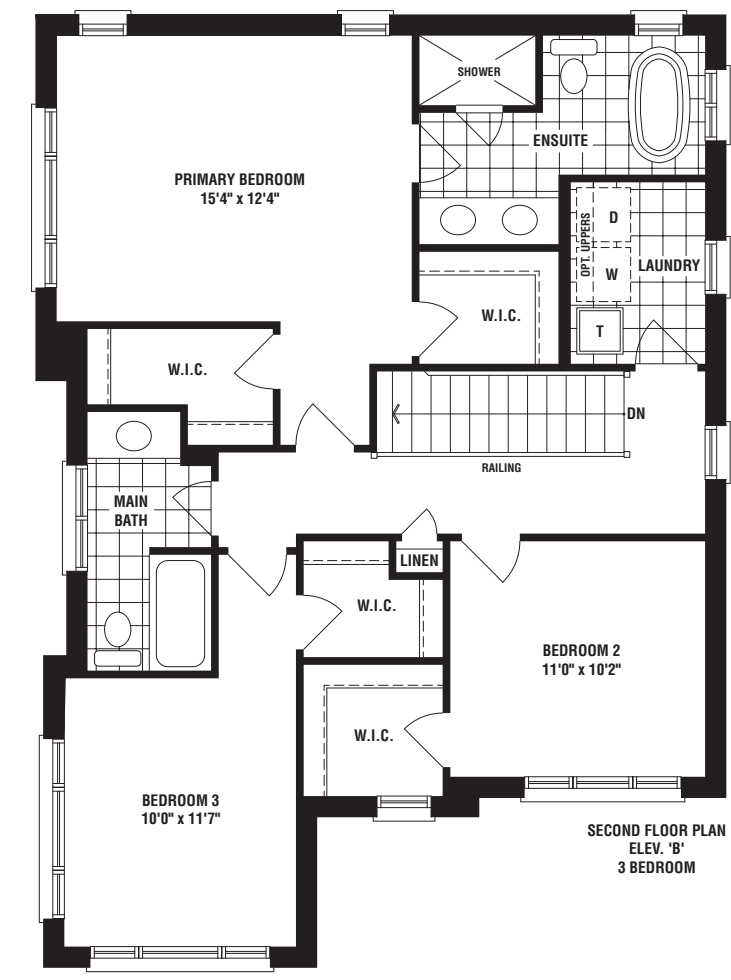 SHOWER
ENSUITE
PRIMARY BEDROOM
15'4" x 12'4"
OPT. UPPERS
D
W
LAUNDRY
T
W.I.C.
W.I.C.
DN
RAILING
MAIN
BATH
LINEN
W.I.C.
BEDROOM 2
11'0" x 10'2"
W.I.C.
BEDROOM 3
10'0" x 11'7"
SECOND FLOOR PLAN
ELEV. 'B'
3 BEDROOM